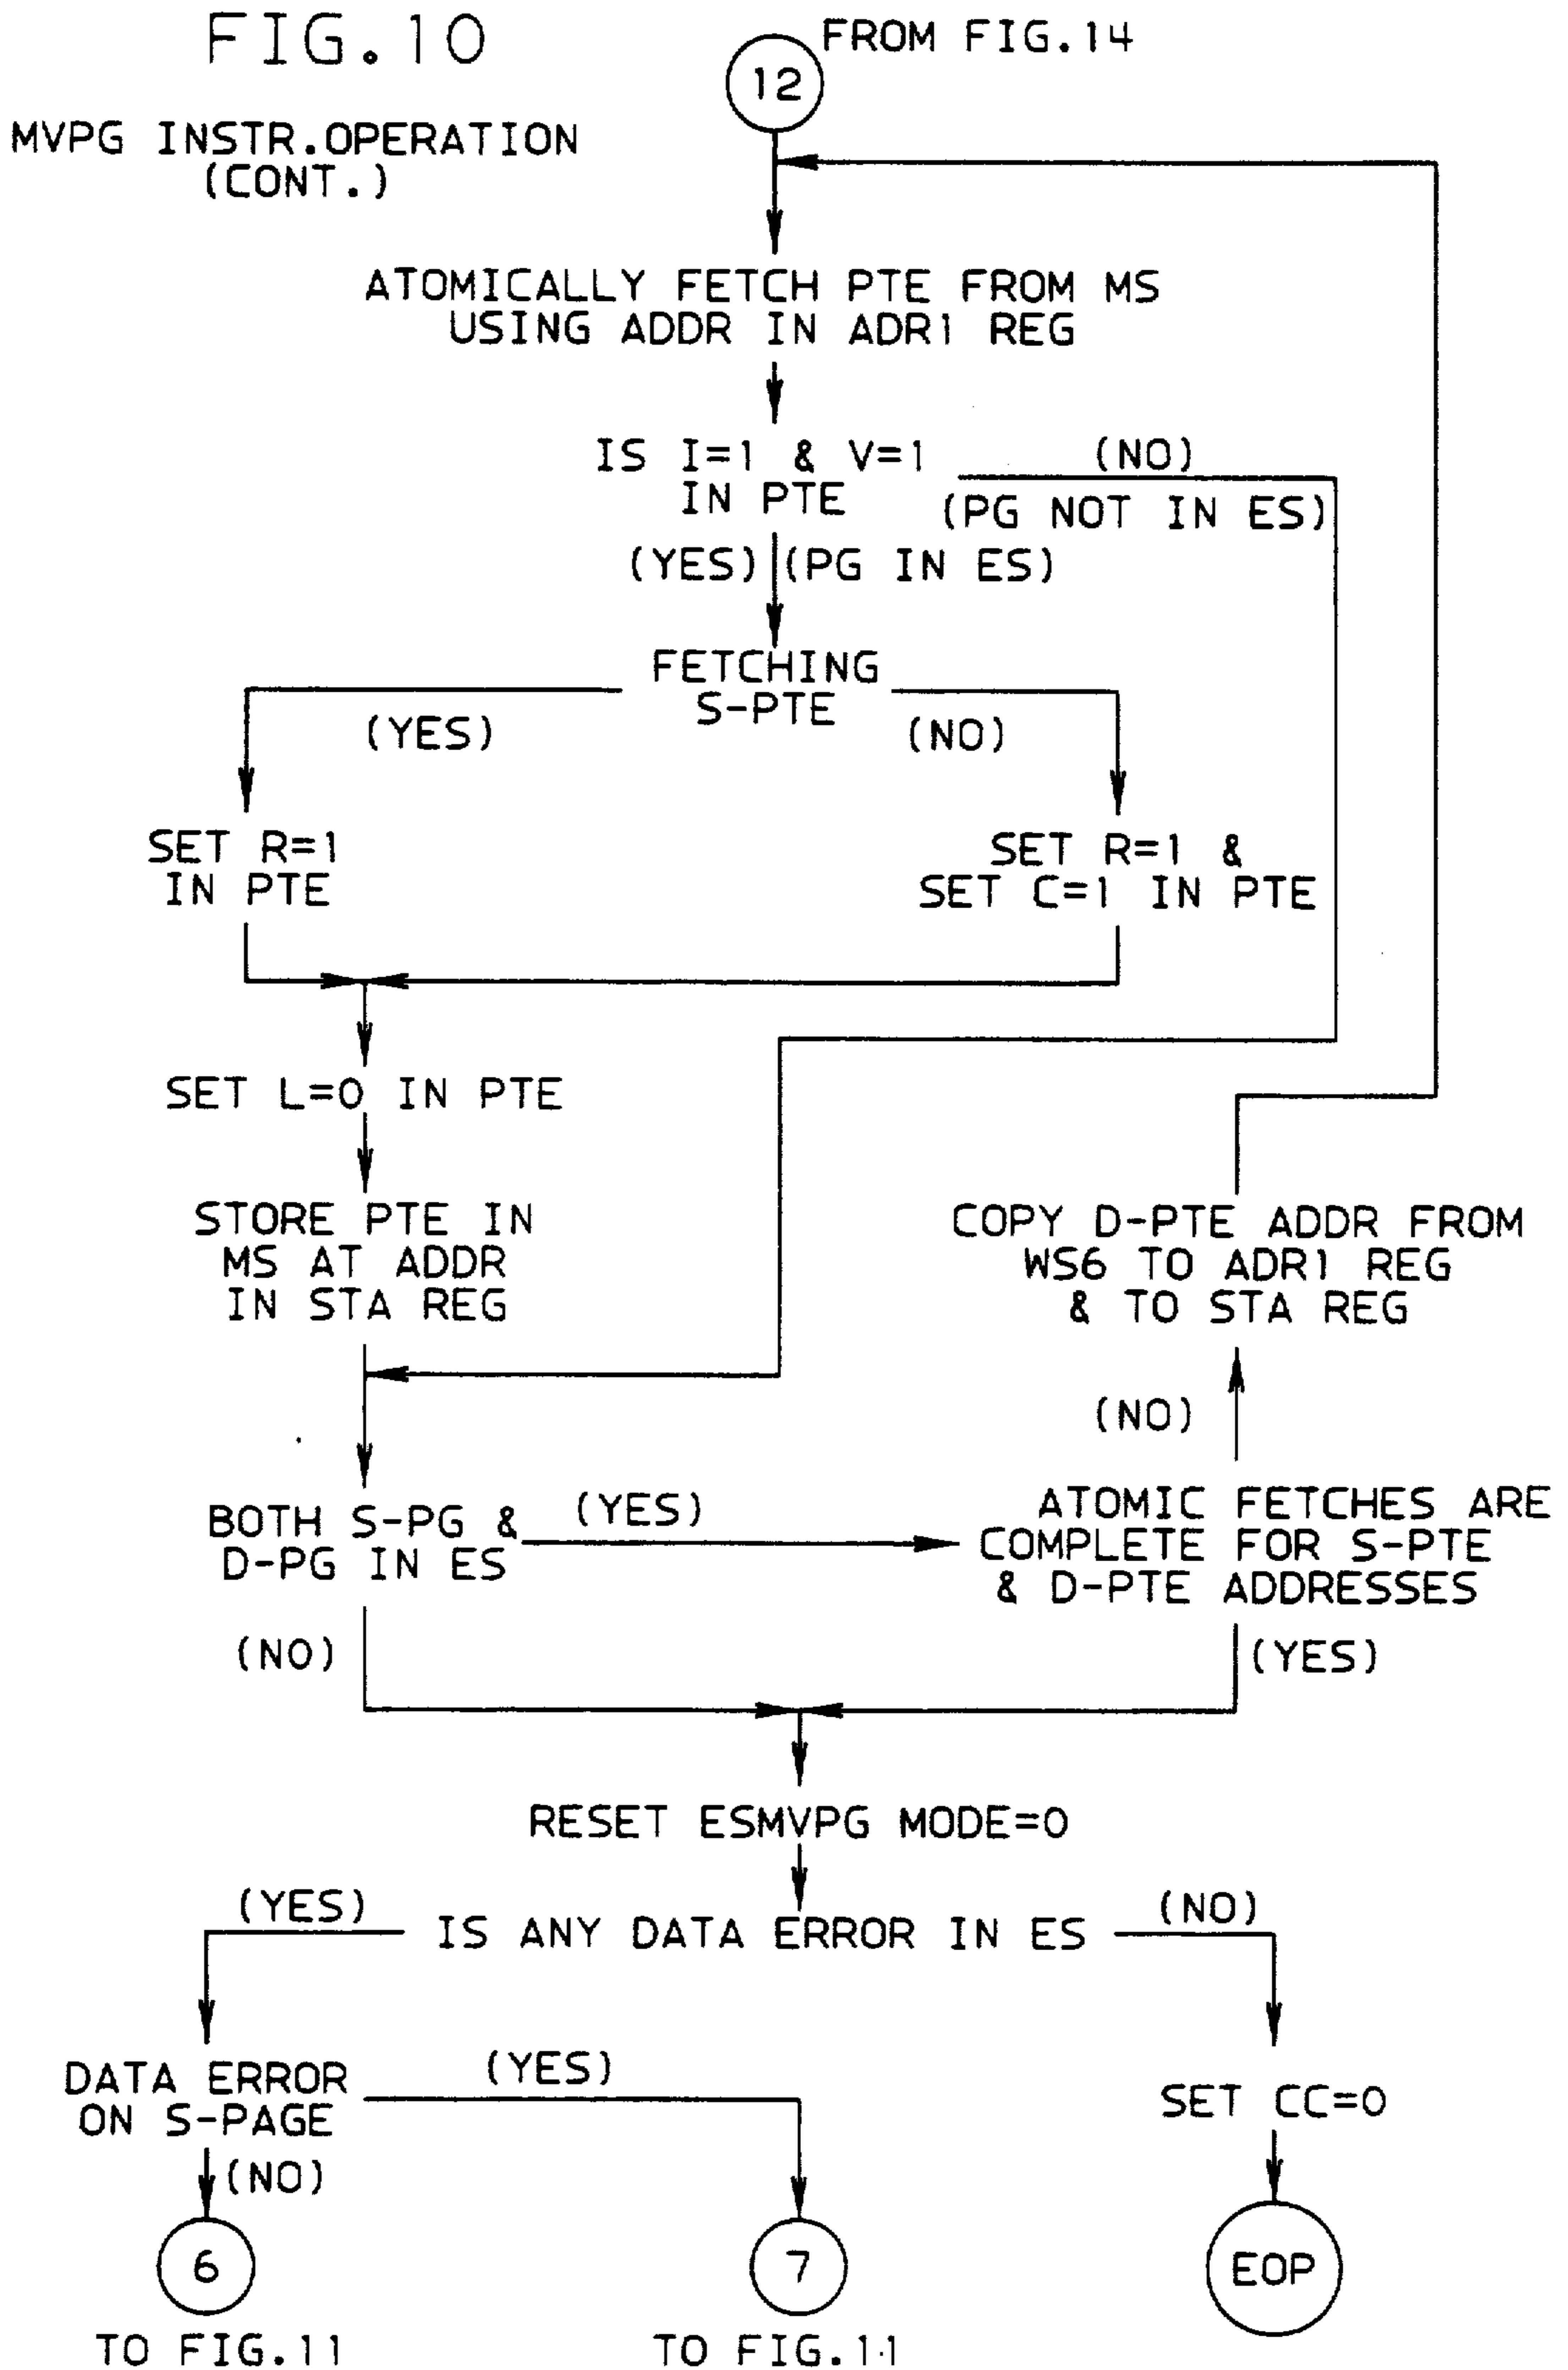 FIG.10
FROM FIG.14
12
MVPG INSTR.OPERATION
(CONT.)
ATOMICALLY FETCH PTE FROM MS
USING ADDR IN ADR1 REG
IS I=1 & V=1
IN PTE
(NO)
(PG NOT IN ES)
(YES) (PG IN ES)
FETCHING
S-PTE
(YES)
(NO)
SET R=1
IN PTE
SET R=1 &
SET C=1 IN PTE
SET L=0 IN PTE
STORE PTE IN
MS AT ADDR
IN STA REG
COPY D-PTE ADDR FROM
WS6 TO ADR1 REG
& TO STA REG
(NO)
BOTH S-PG &
D-PG IN ES
(YES)
ATOMIC FETCHES ARE
COMPLETE FOR S-PTE
& D-PTE ADDRESSES
(NO)
(YES)
RESET ESMVPG MODE=0
(YES)
IS ANY DATA ERROR IN ES
(NO)
DATA ERROR
ON S-PAGE
(YES)
SET CC=0
(NO)
6
7
EOP
TO FIG.11
TO FIG.11